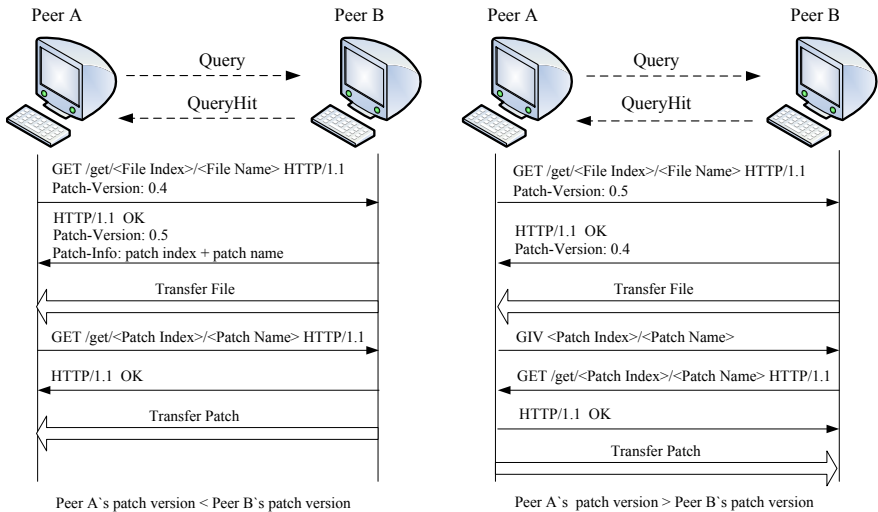 Peer A
Peer B
Query
QueryHit
GET /get/<File Index>/<File Name> HTTP/1.1
Patch-Version: 0.4
HTTP/1.1 OK
Patch-Version: 0.5
Patch-Info: patch index + patch name
Transfer File
GET /get/<Patch Index>/<Patch Name> HTTP/1.1
HTTP/1.1 OK
Transfer Patch
Peer A`s patch version < Peer B`s patch version
Peer A
Peer B
Query
QueryHit
GET /get/<File Index>/<File Name> HTTP/1.1
Patch-Version: 0.5
HTTP/1.1 OK
Patch-Version: 0.4
Transfer File
GIV <Patch Index>/<Patch Name>
GET /get/<Patch Index>/<Patch Name> HTTP/1.1
HTTP/1.1 OK
Transfer Patch
Peer A`s patch version > Peer B`s patch version